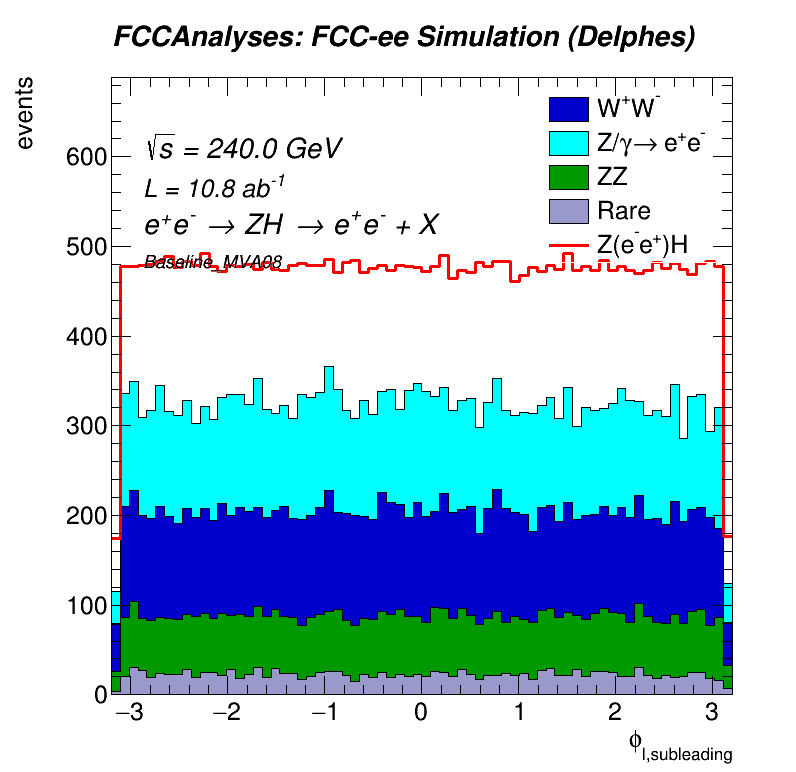 FCCAnalyses: FCC-ee Simulation (Delphes)
events
√s = 240.0 GeV
L = 10.8 ab⁻¹
e⁺e⁻ → ZH → e⁺e⁻ + X
Baseline_MVA08
W⁺W⁻
Z/γ→ e⁺e⁻
ZZ
Rare
Z(e⁻e⁺)H
600
500
400
300
200
100
0
−3 −2 −1 0 1 2 3
ϕ l,subleading